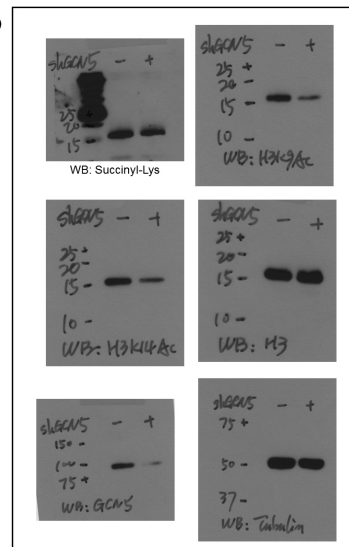 shGCN5 − +
25
20
15
WB: Succinyl-Lys
shGCN5 − +
25 +
20 -
15 -
10 -
WB: H3K9Ac
shGCN5 − +
25 +
20 -
15 -
10 -
WB: H3K14Ac
shGCN5 − +
25 +
20 -
15 -
10 -
WB: H3
shGCN5 − +
150 -
100 -
75 +
WB: GCN5
shGCN5 − +
75 +
50 -
37 -
WB: Tubulin